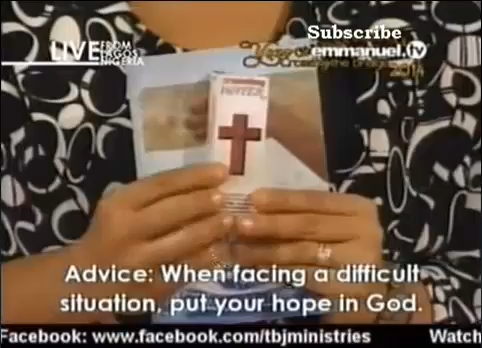 Subscribe
LIVE FROM
LAGOS
NIGERIA
emmanuel.tv
2014
WATER
Advice: When facing a difficult
situation, put your hope in God.
Facebook: www.facebook.com/tbjministries Watch